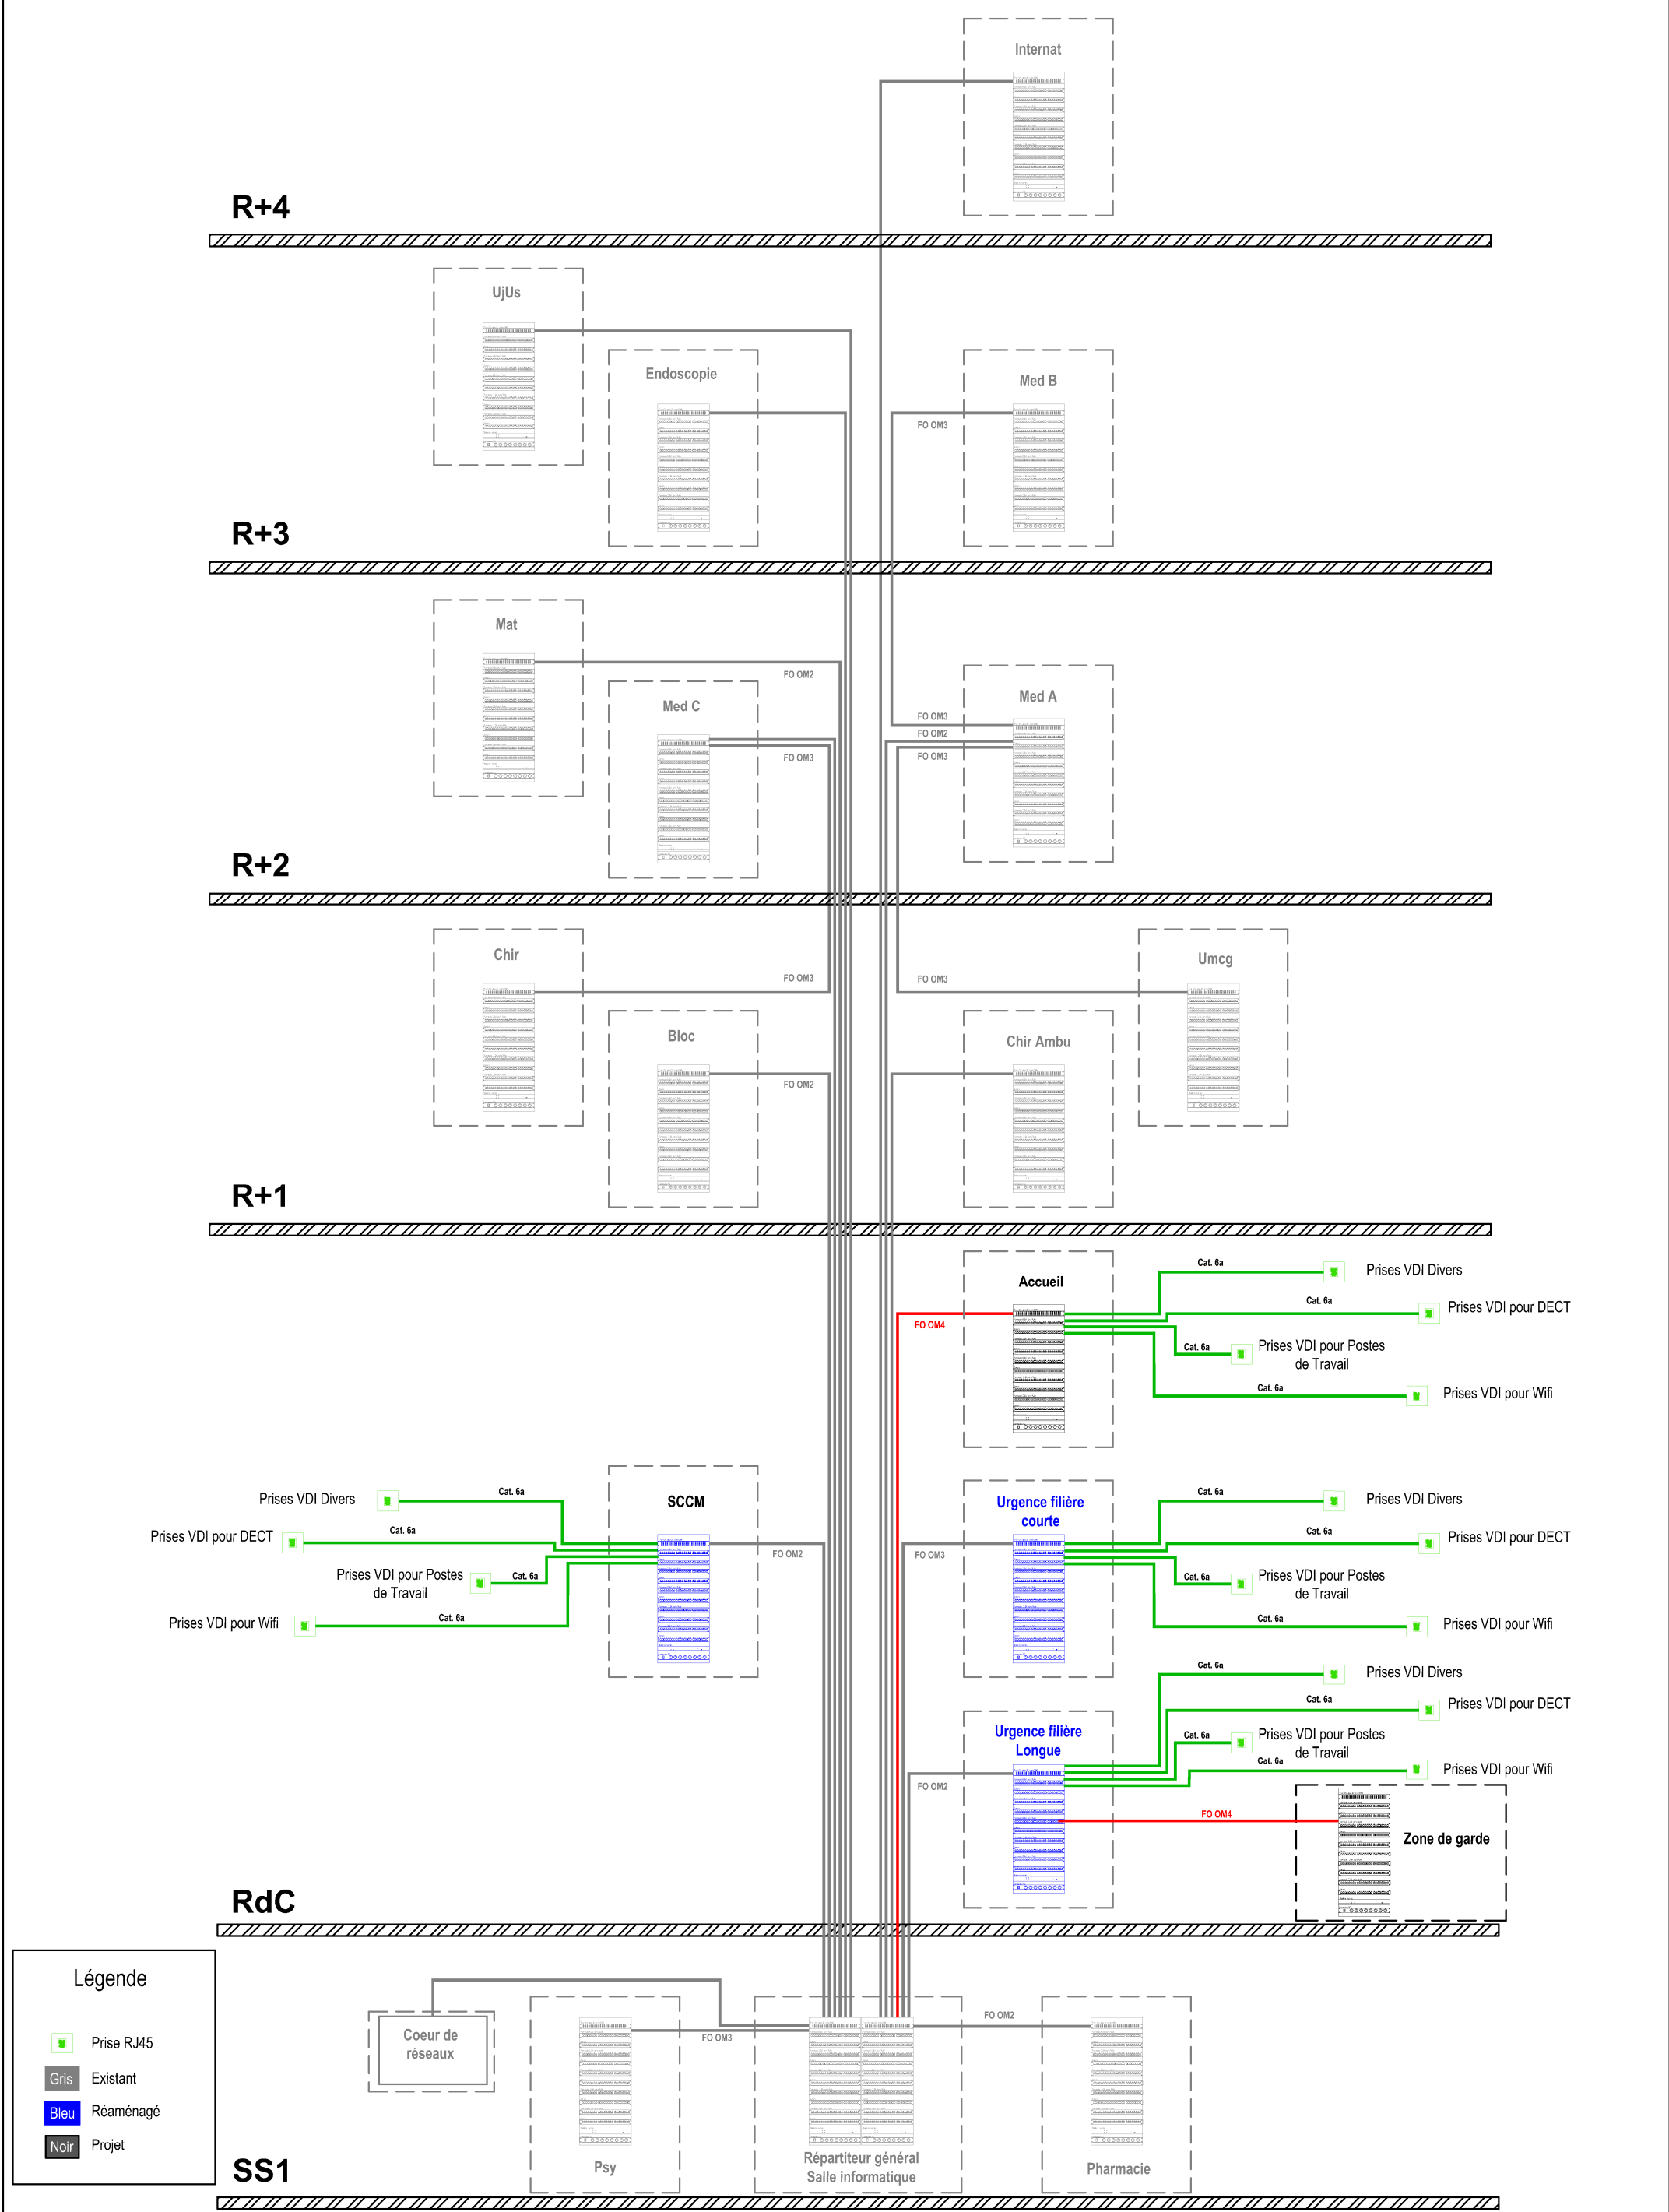 Internat
R+4
UjUs
Endoscopie
Med B
FO OM3
R+3
Mat
FO OM2
Med C
FO OM3
Med A
FO OM3
FO OM2
FO OM3
R+2
Chir
FO OM3
Bloc
FO OM2
FO OM3
Umcg
Chir Ambu
R+1
Accueil
FO OM4
Cat. 6a
Prises VDI Divers
Cat. 6a
Prises VDI pour DECT
Cat. 6a
Prises VDI pour Postes
de Travail
Cat. 6a
Prises VDI pour Wifi
Prises VDI Divers
Cat. 6a
Prises VDI pour DECT
Cat. 6a
Prises VDI pour Postes
de Travail
Cat. 6a
Prises VDI pour Wifi
Cat. 6a
SCCM
FO OM2
Urgence filière
courte
FO OM3
Cat. 6a
Prises VDI Divers
Cat. 6a
Prises VDI pour DECT
Cat. 6a
Prises VDI pour Postes
de Travail
Cat. 6a
Prises VDI pour Wifi
Urgence filière
Longue
FO OM2
Cat. 6a
Prises VDI Divers
Cat. 6a
Prises VDI pour DECT
Cat. 6a
Prises VDI pour Postes
de Travail
Cat. 6a
Prises VDI pour Wifi
FO OM4
Zone de garde
RdC
Légende
Prise RJ45
Gris
Existant
Bleu
Réaménagé
Noir
Projet
Coeur de
réseaux
Psy
FO OM3
Répartiteur général
Salle informatique
FO OM2
Pharmacie
SS1